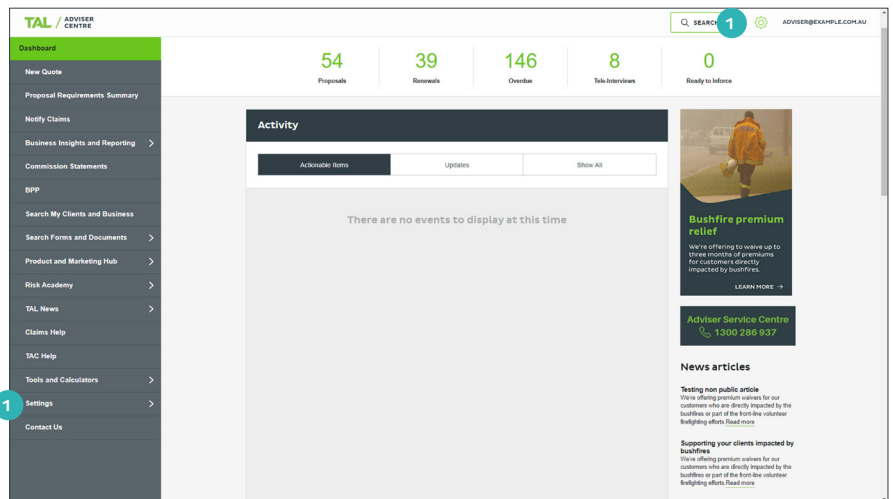 TAL / ADVISER
CENTRE
SEARCH
1
ADVISER@EXAMPLE.COM.AU
Dashboard
New Quote
Proposal Requirements Summary
Notify Claims
Business Insights and Reporting
Commission Statements
BPP
Search My Clients and Business
Search Forms and Documents
Product and Marketing Hub
Risk Academy
TAL News
Claims Help
TAC Help
Tools and Calculators
1
Settings
Contact Us
54
Proposals
39
Renewals
146
Overdue
8
Tele-Interviews
0
Ready to Inforce
Activity
Actionable Items
Updates
Show All
There are no events to display at this time
Bushfire premium
relief
We're offering to waive up to
three months of premiums
for customers directly
impacted by bushfires.
LEARN MORE →
Adviser Service Centre
1300 286 937
News articles
Testing non public article
We're offering premium waivers for our
customers who are directly impacted by the
bushfires or part of the front-line volunteer
firefighting efforts.Read more
Supporting your clients impacted by
bushfires
We're offering premium waivers for our
customers who are directly impacted by the
bushfires or part of the front-line volunteer
firefighting efforts.Read more